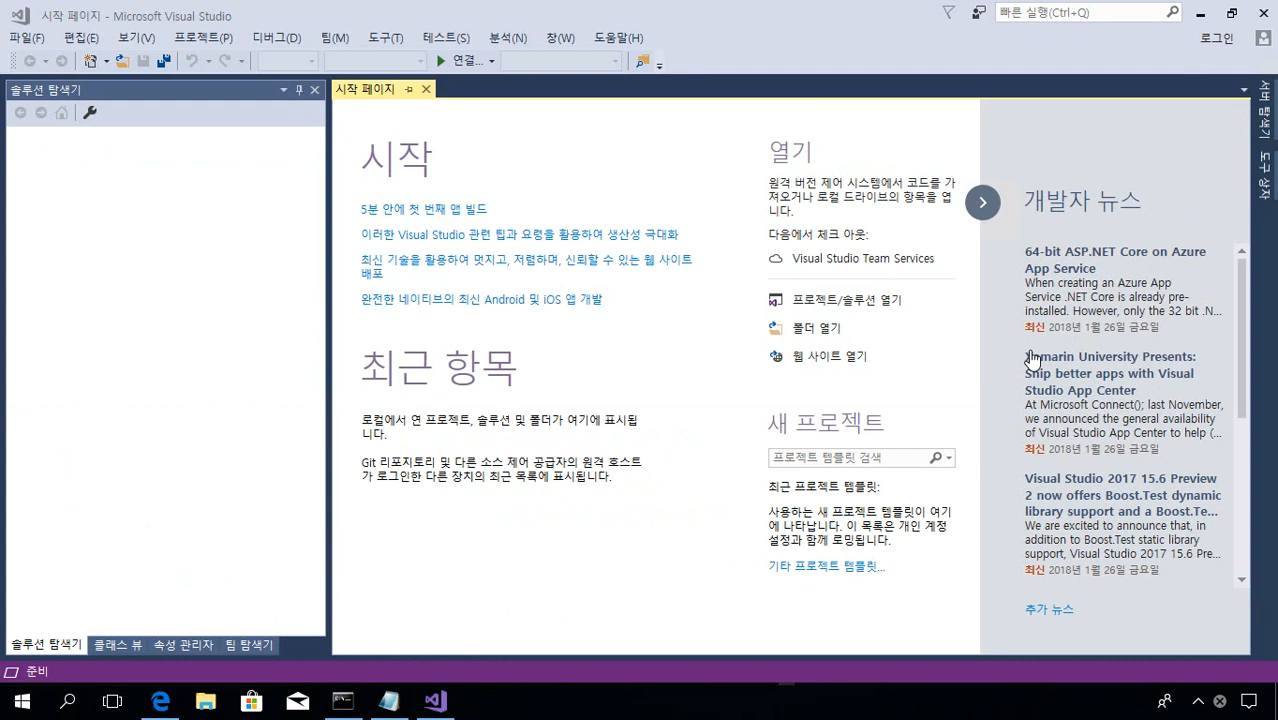 시작 페이지 - Microsoft Visual Studio
빠른 실행(Ctrl+Q)
파일(F) 편집(E) 보기(V) 프로젝트(P) 디버그(D) 팀(M) 도구(T) 테스트(S) 분석(N) 창(W) 도움말(H)
로그인
연결...
솔루션 탐색기
시작 페이지
시작
5분 안에 첫 번째 앱 빌드
이러한 Visual Studio 관련 팁과 요령을 활용하여 생산성 극대화
최신 기술을 활용하여 멋지고, 저렴하며, 신뢰할 수 있는 웹 사이트
배포
완전한 네이티브의 최신 Android 및 iOS 앱 개발
최근 항목
로컬에서 연 프로젝트, 솔루션 및 폴더가 여기에 표시됩
니다.
Git 리포지토리 및 다른 소스 제어 공급자의 원격 호스트
가 로그인한 다른 장치의 최근 목록에 표시됩니다.
열기
원격 버전 제어 시스템에서 코드를 가
져오거나 로컬 드라이브의 항목을 엽
니다.
다음에서 체크 아웃:
Visual Studio Team Services
프로젝트/솔루션 열기
폴더 열기
웹 사이트 열기
새 프로젝트
프로젝트 템플릿 검색
최근 프로젝트 템플릿:
사용하는 새 프로젝트 템플릿이 여기
에 나타납니다. 이 목록은 개인 계정
설정과 함께 로밍됩니다.
기타 프로젝트 템플릿...
개발자 뉴스
64-bit ASP.NET Core on Azure
App Service
When creating an Azure App
Service .NET Core is already pre-
installed. However, only the 32 bit .N...
최신 2018년 1월 26일 금요일
Xamarin University Presents:
Ship better apps with Visual
Studio App Center
At Microsoft Connect(); last November,
we announced the general availability
of Visual Studio App Center to help (...
최신 2018년 1월 26일 금요일
Visual Studio 2017 15.6 Preview
2 now offers Boost.Test dynamic
library support and a Boost.Te...
We are excited to announce that, in
addition to Boost.Test static library
support, Visual Studio 2017 15.6 Pre...
최신 2018년 1월 26일 금요일
추가 뉴스
서버 탐색기
도구 상자
솔루션 탐색기 클래스 뷰 속성 관리자 팀 탐색기
준비